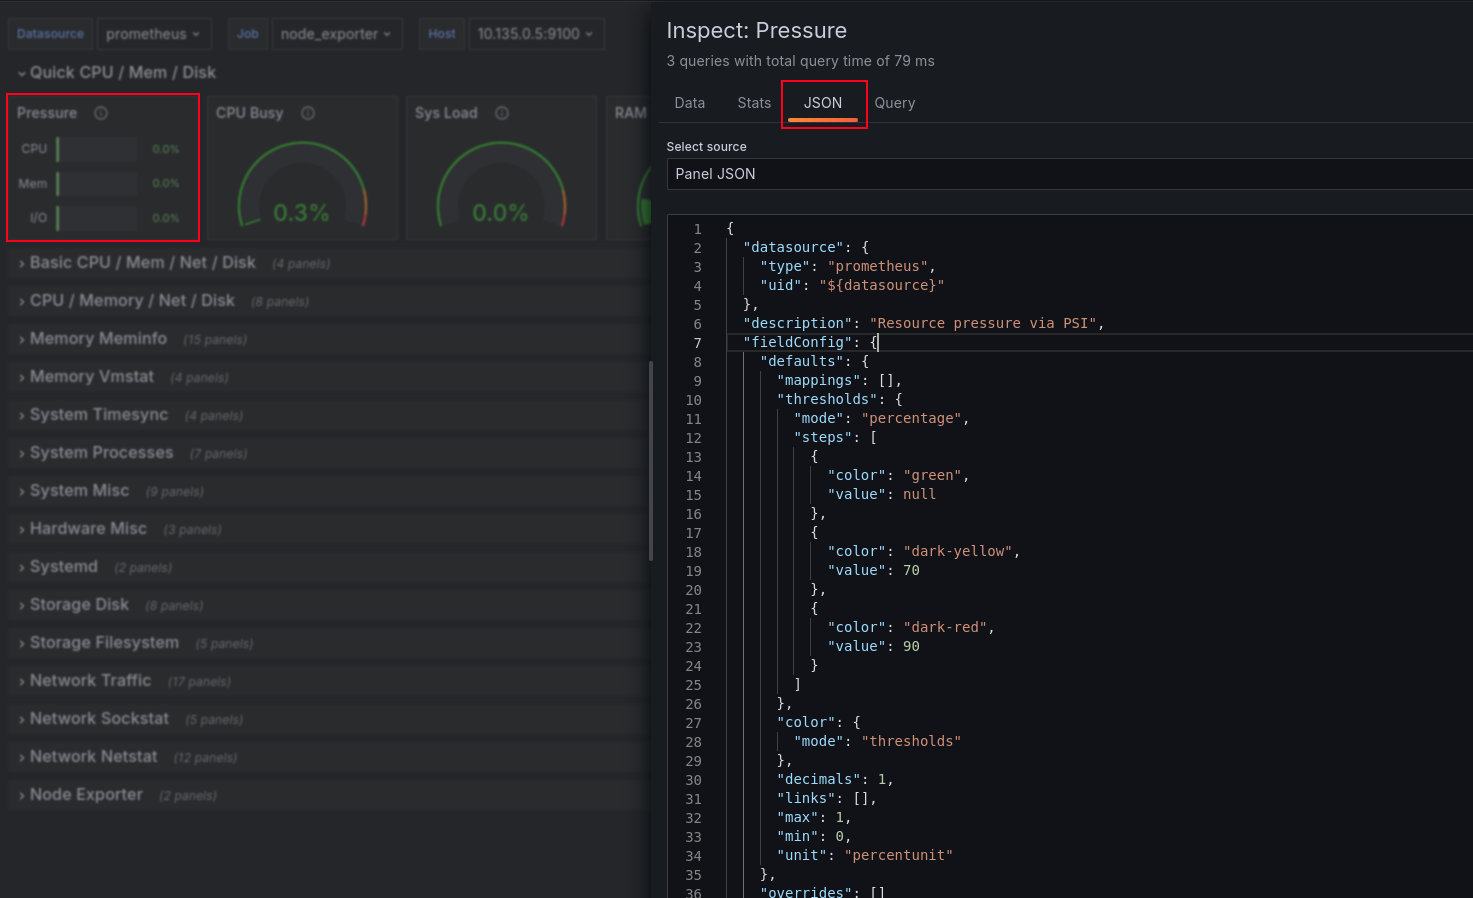 Datasource prometheus Job node_exporter Host 10.135.0.5:9100
Quick CPU / Mem / Disk
Pressure CPU Busy Sys Load RAM
CPU 0.0%
Mem 0.0%
I/O 0.0%
0.3% 0.0%
Basic CPU / Mem / Net / Disk (4 panels)
CPU / Memory / Net / Disk (8 panels)
Memory Meminfo (15 panels)
Memory Vmstat (4 panels)
System Timesync (4 panels)
System Processes (7 panels)
System Misc (9 panels)
Hardware Misc (3 panels)
Systemd (2 panels)
Storage Disk (8 panels)
Storage Filesystem (5 panels)
Network Traffic (17 panels)
Network Sockstat (5 panels)
Network Netstat (12 panels)
Node Exporter (2 panels)
Inspect: Pressure
3 queries with total query time of 79 ms
Data Stats JSON Query
Select source
Panel JSON
1 {
2 "datasource": {
3 "type": "prometheus",
4 "uid": "${datasource}"
5 },
6 "description": "Resource pressure via PSI",
7 "fieldConfig": {
8 "defaults": {
9 "mappings": [],
10 "thresholds": {
11 "mode": "percentage",
12 "steps": [
13 {
14 "color": "green",
15 "value": null
16 },
17 {
18 "color": "dark-yellow",
19 "value": 70
20 },
21 {
22 "color": "dark-red",
23 "value": 90
24 }
25 ]
26 },
27 "color": {
28 "mode": "thresholds"
29 },
30 "decimals": 1,
31 "links": [],
32 "max": 1,
33 "min": 0,
34 "unit": "percentunit"
35 },
36 "overrides": []